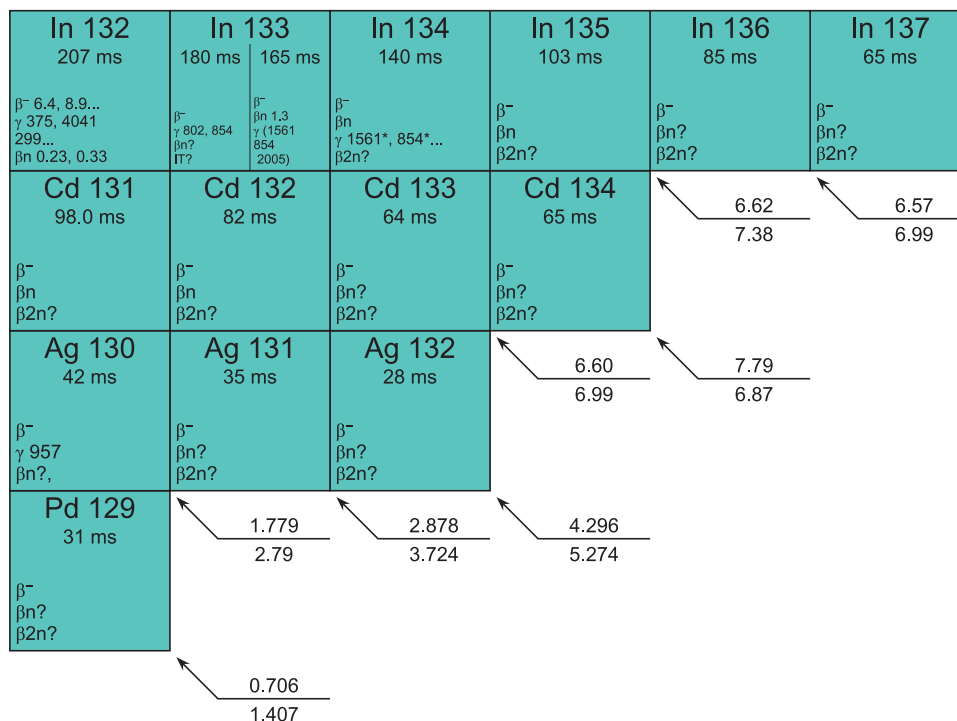 In 132
207 ms
β⁻ 6.4, 8.9...
γ 375, 4041
299...
βn 0.23, 0.33
In 133
180 ms
β⁻
γ 802, 854
βn?
IT?
165 ms
β⁻
βn 1.3
γ (1561
854
2005)
In 134
140 ms
β⁻
βn
γ 1561*, 854*...
β2n?
In 135
103 ms
β⁻
βn
β2n?
In 136
85 ms
β⁻
βn?
β2n?
In 137
65 ms
β⁻
βn?
β2n?
Cd 131
98.0 ms
β⁻
βn
β2n?
Cd 132
82 ms
β⁻
βn
β2n?
Cd 133
64 ms
β⁻
βn?
β2n?
Cd 134
65 ms
β⁻
βn?
β2n?
6.62
7.38
6.57
6.99
Ag 130
42 ms
β⁻
γ 957
βn?,
Ag 131
35 ms
β⁻
βn?
β2n?
Ag 132
28 ms
β⁻
βn?
β2n?
6.60
6.99
7.79
6.87
Pd 129
31 ms
β⁻
βn?
β2n?
1.779
2.79
2.878
3.724
4.296
5.274
0.706
1.407